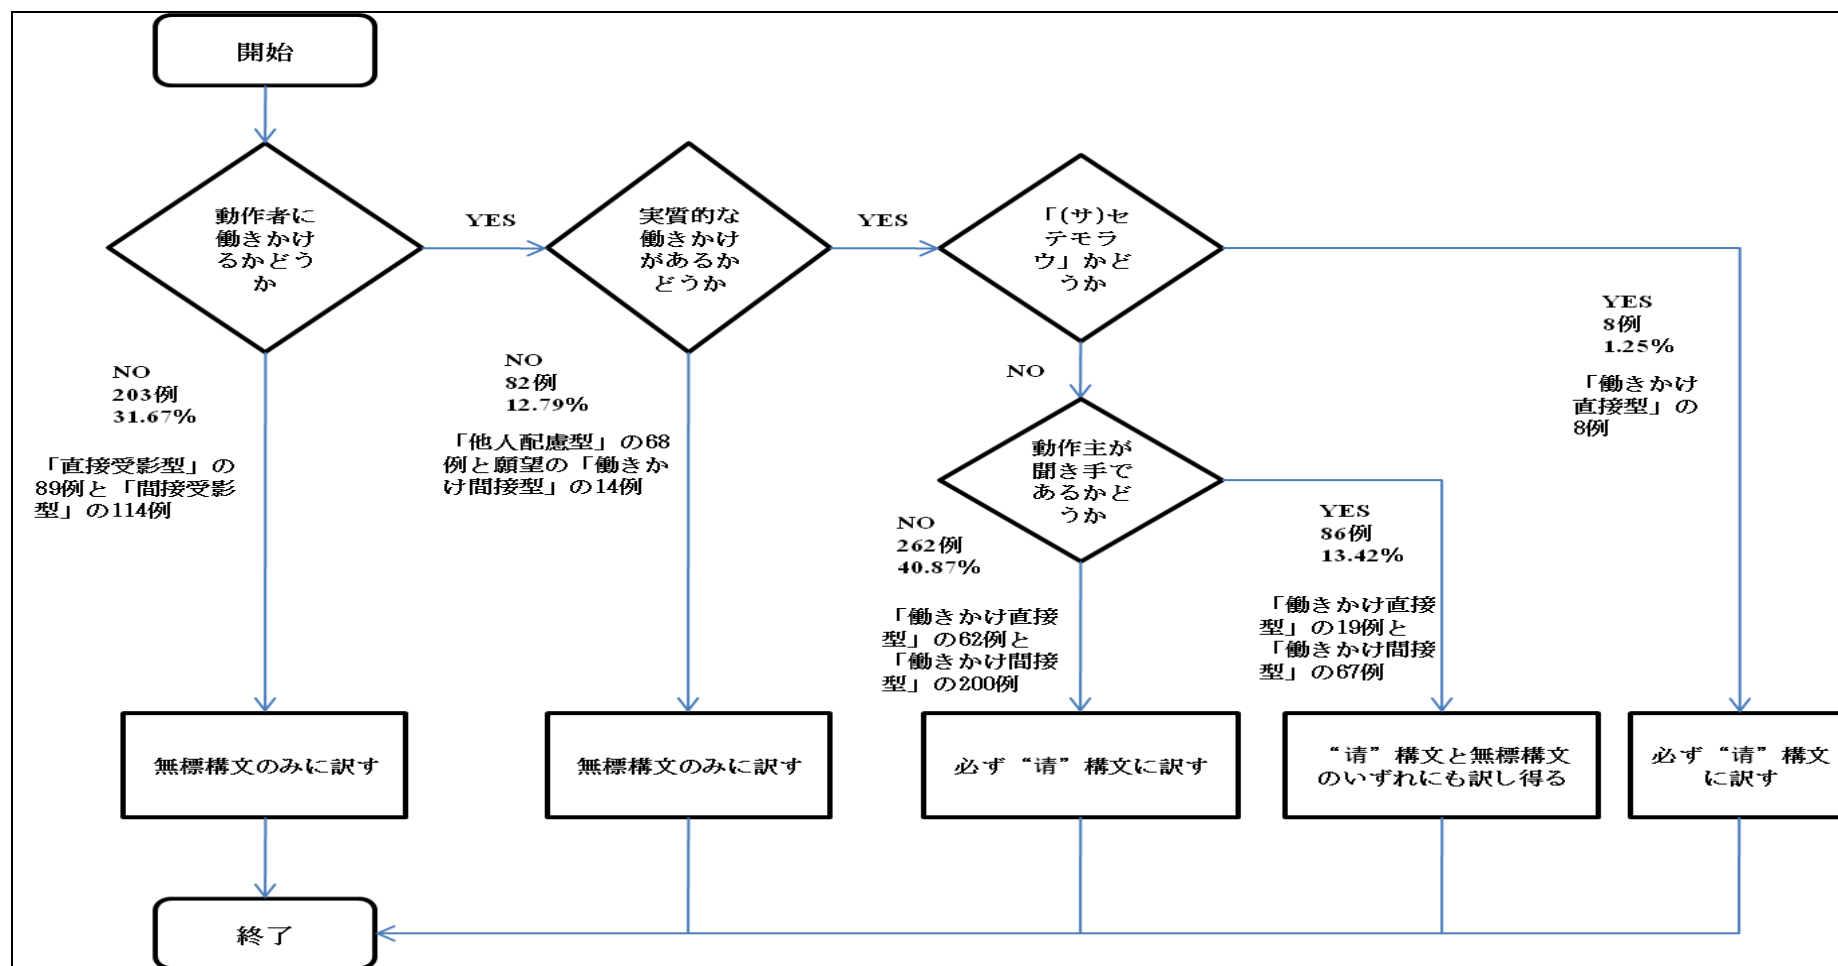 開始
動作者に
働きかけ
るかどう
か
YES
実質的な
働きかけ
があるか
どうか
YES
「(サ)セ
テモラ
ウ」かど
うか
YES
8例
1.25%
「働きかけ
直接型」の
8例
NO
203例
31.67%
「直接受影型」の
89例と「間接受影
型」の114例
NO
82例
12.79%
「他人配慮型」の68
例と願望の「働きか
け間接型」の14例
NO
動作主が
聞き手で
あるかど
うか
NO
262例
40.87%
「働きかけ直接
型」の62例と
「働きかけ間接
型」の200例
YES
86例
13.42%
「働きかけ直接
型」の19例と
「働きかけ間接
型」の67例
無標構文のみに訳す
無標構文のみに訳す
必ず“请”構文に訳す
“请”構文と無標構文
のいずれにも訳し得る
必ず“请”構文
に訳す
終了